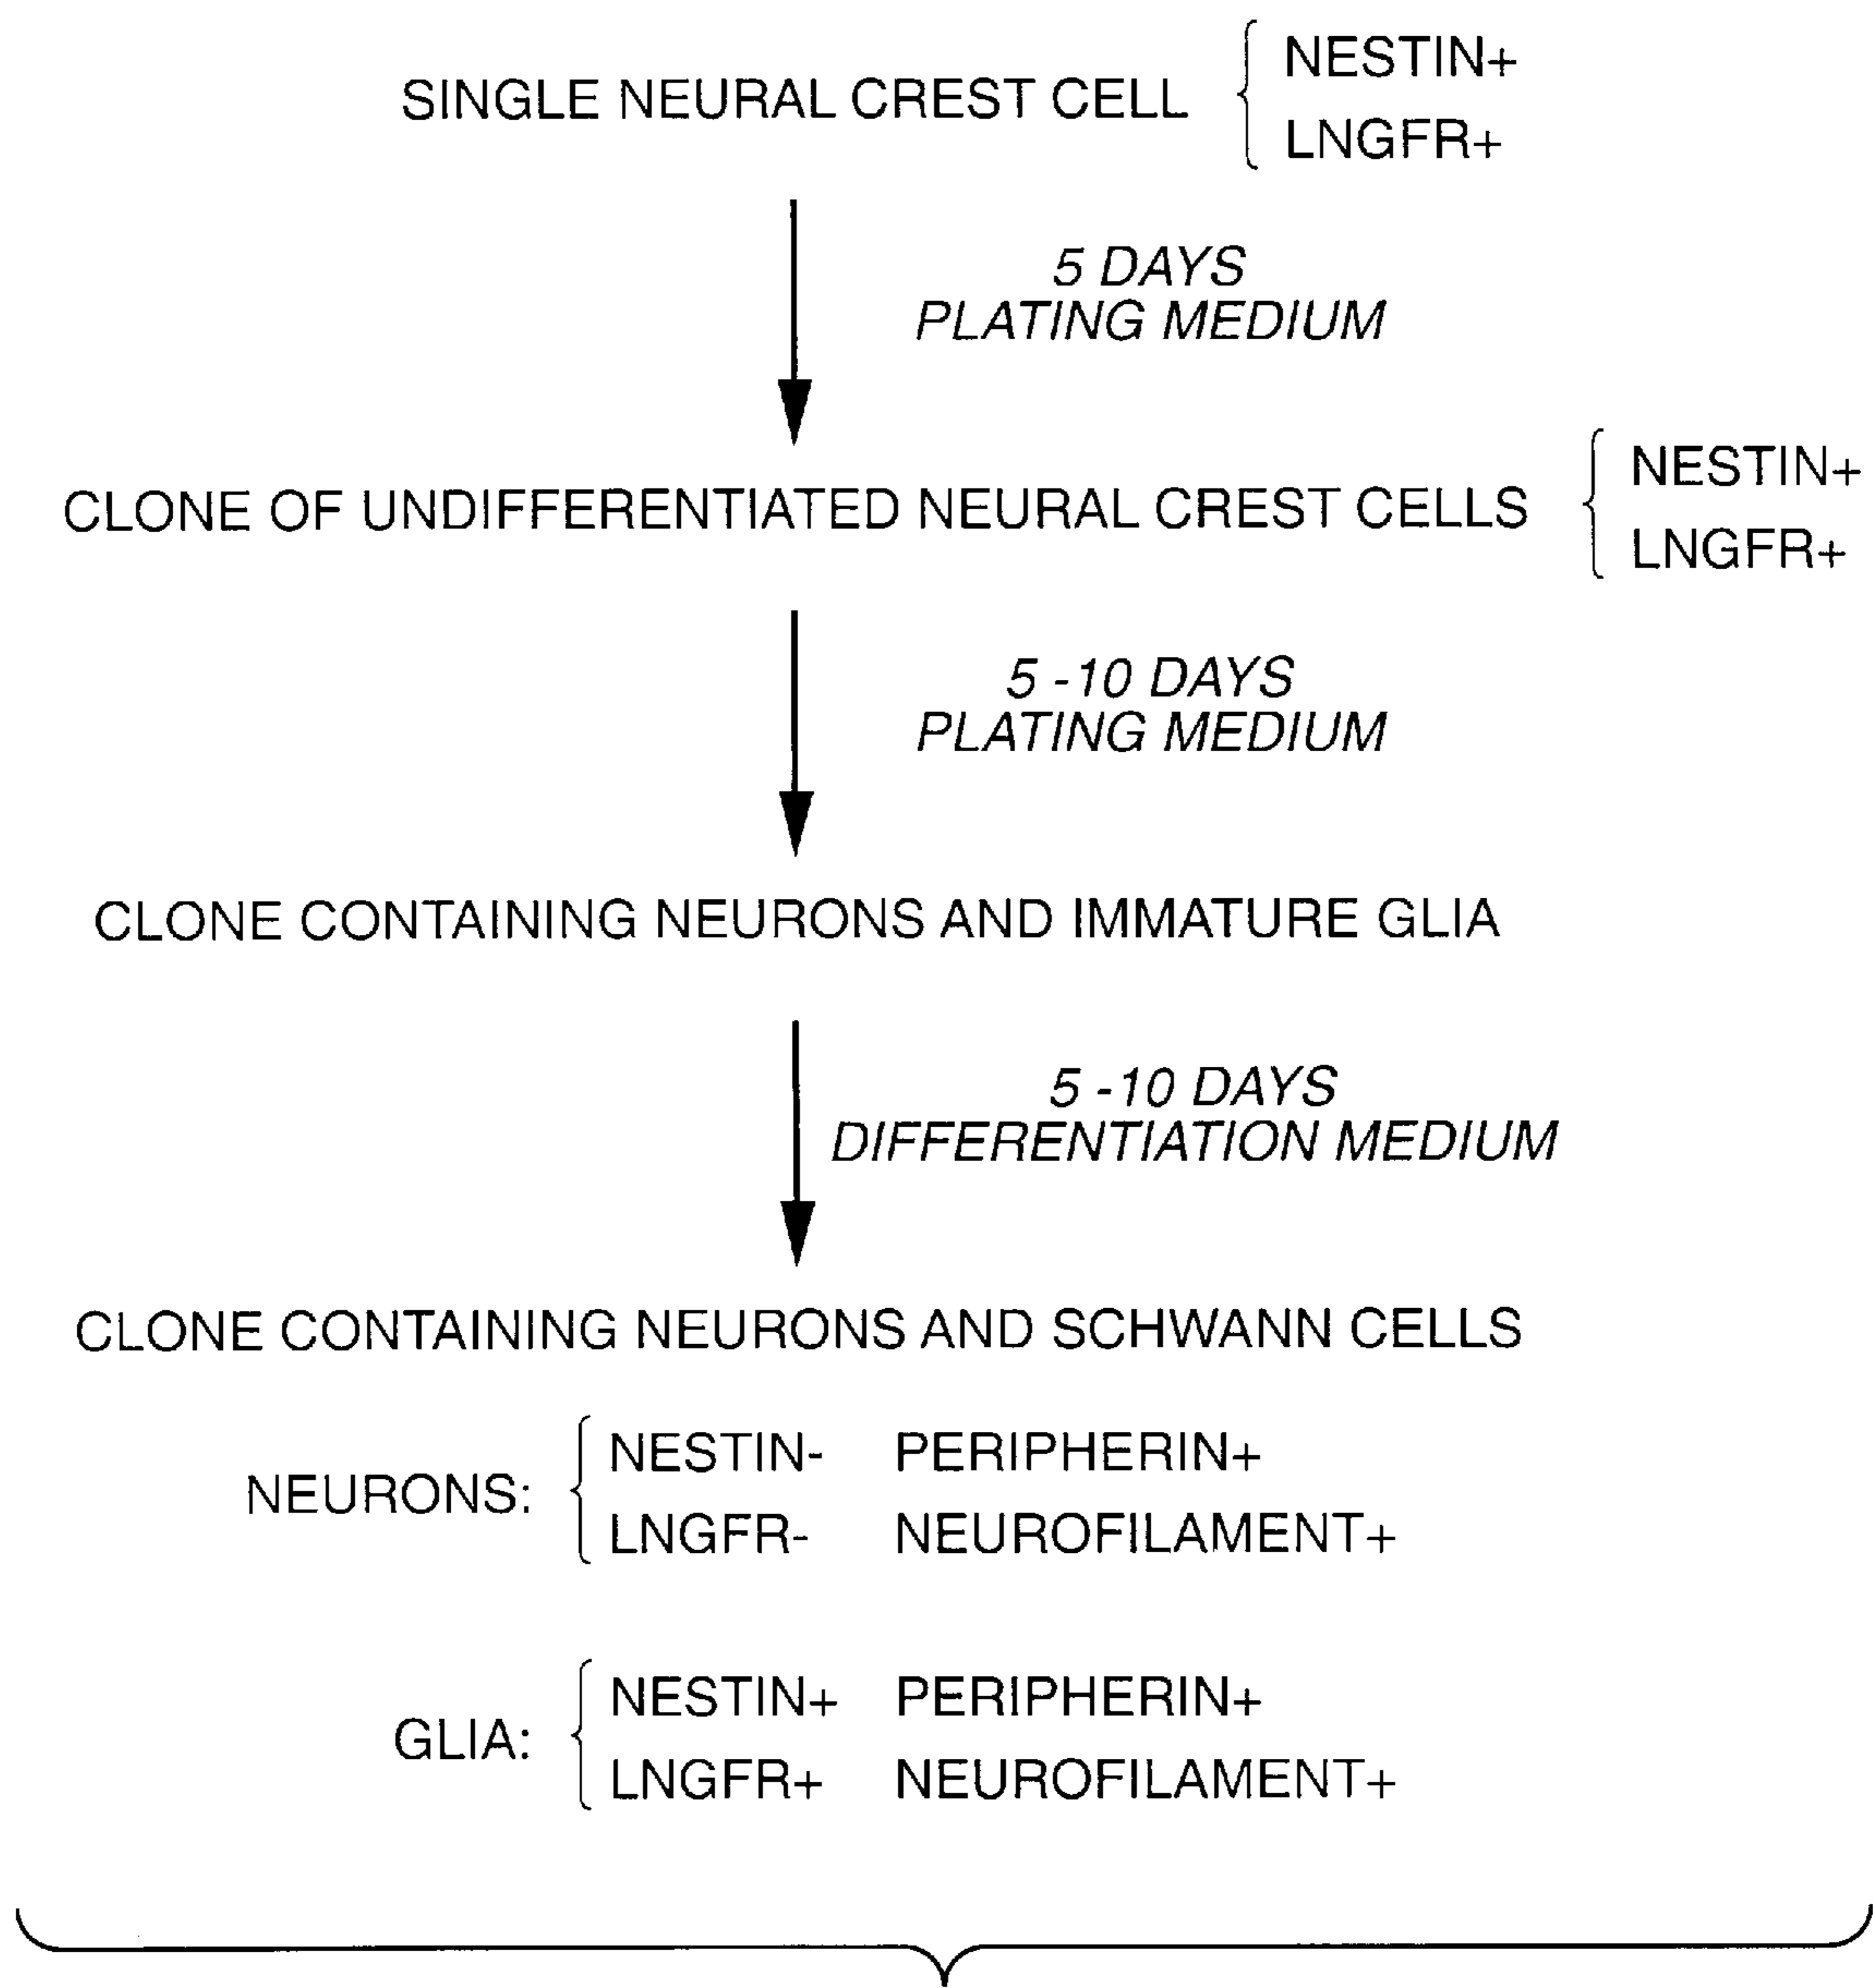 SINGLE NEURAL CREST CELL
NESTIN+
LNGFR+
5 DAYS
PLATING MEDIUM
CLONE OF UNDIFFERENTIATED NEURAL CREST CELLS
NESTIN+
LNGFR+
5 -10 DAYS
PLATING MEDIUM
CLONE CONTAINING NEURONS AND IMMATURE GLIA
5 -10 DAYS
DIFFERENTIATION MEDIUM
CLONE CONTAINING NEURONS AND SCHWANN CELLS
NEURONS:
NESTIN- PERIPHERIN+
LNGFR- NEUROFILAMENT+
GLIA:
NESTIN+ PERIPHERIN+
LNGFR+ NEUROFILAMENT+